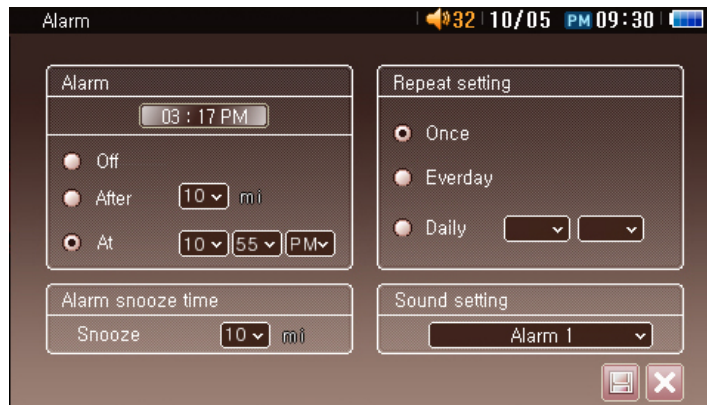 Alarm 32 10/05 PM 09:30
Alarm
03 : 17 PM
Off
After 10 mi
At 10 55 PM
Alarm snooze time
Snooze 10 mi
Repeat setting
Once
Everday
Daily
Sound setting
Alarm 1